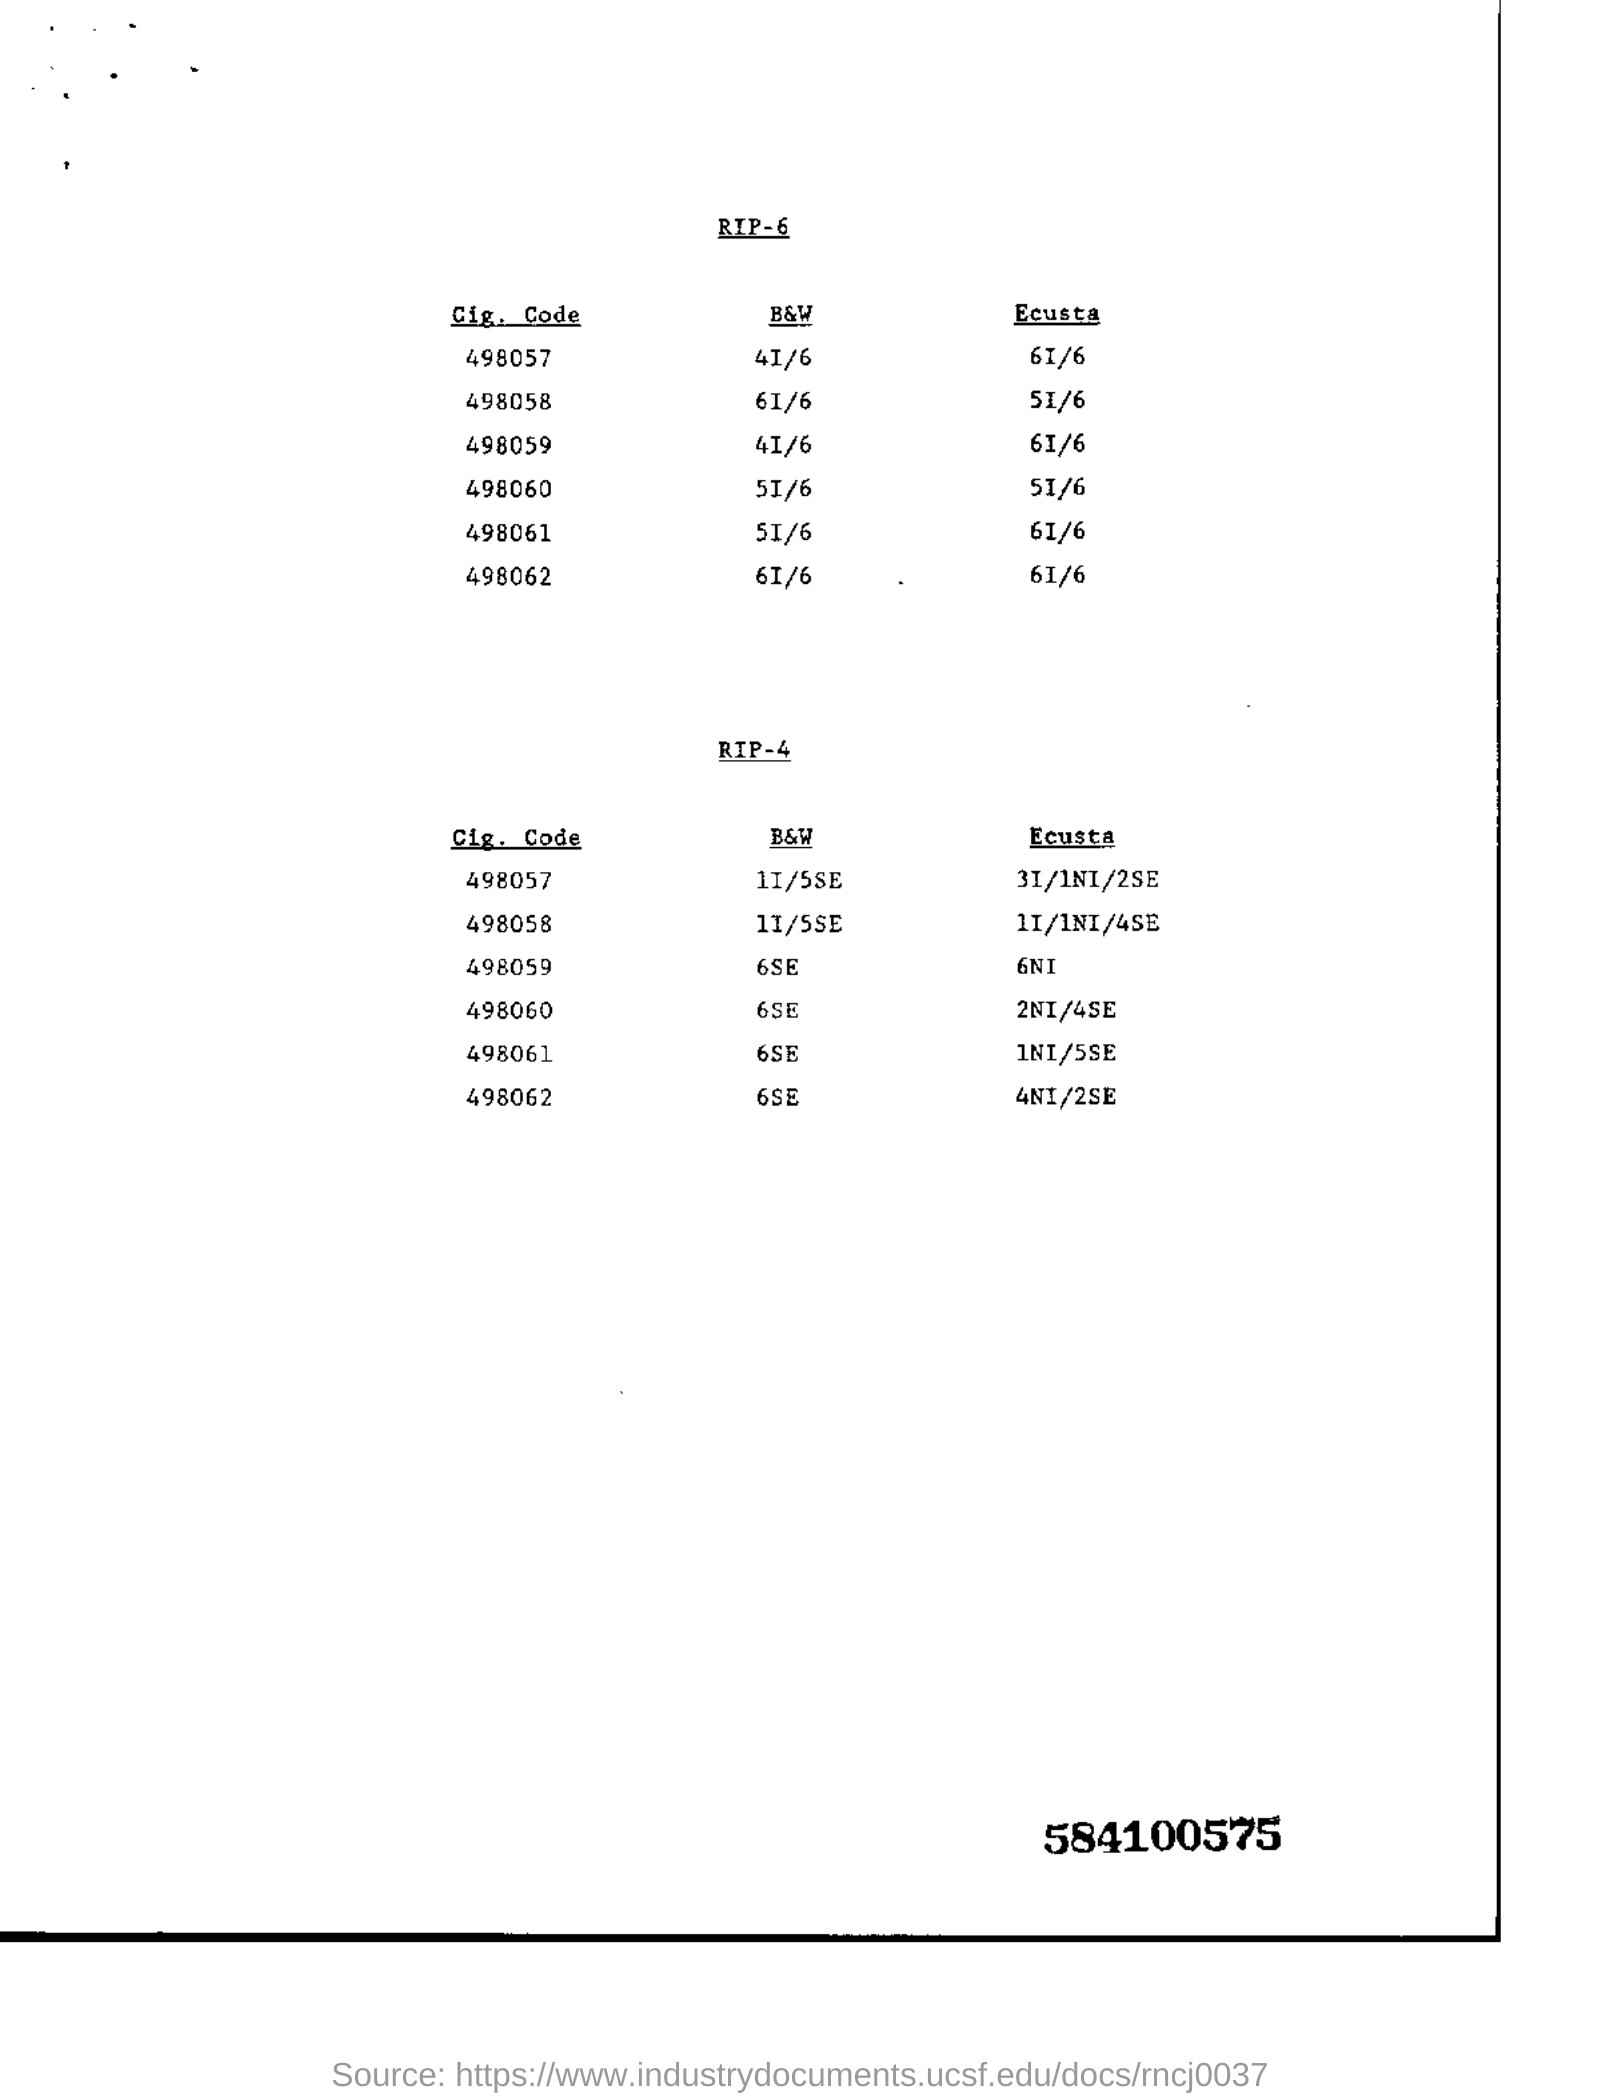 RIP-6
Cig. Code B&W Ecusta
498057 4I/6 6I/6
498058 6I/6 5I/6
498059 4I/6 6I/6
498060 5I/6 5I/6
498061 5I/6 6I/6
498062 6I/6 6I/6
RIP-4
Cig. Code B&W Ecusta
498057 1I/5SE 3I/1NI/2SE
498058 1I/5SE 1I/1NI/4SE
498059 6SE 6NI
498060 6SE 2NI/4SE
498061 6SE 1NI/5SE
498062 6SE 4NI/2SE
584100575
Source: https://www.industrydocuments.ucsf.edu/docs/rncj0037